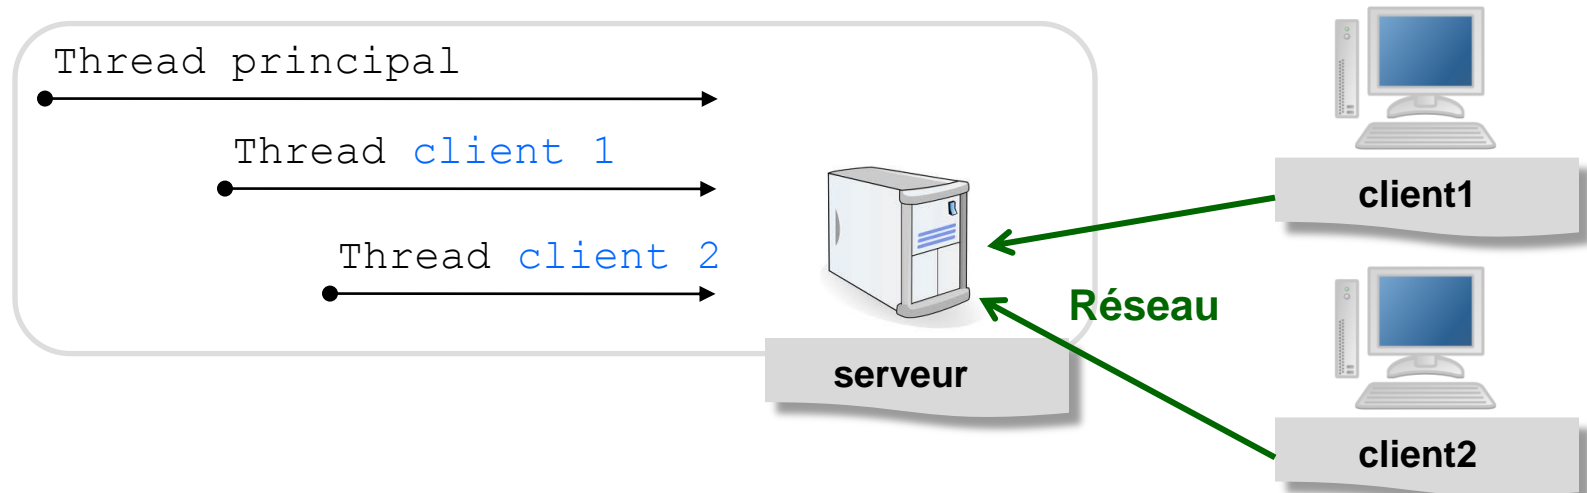 Thread principal
Thread client 1
Thread client 2
serveur
Réseau
client1
client2